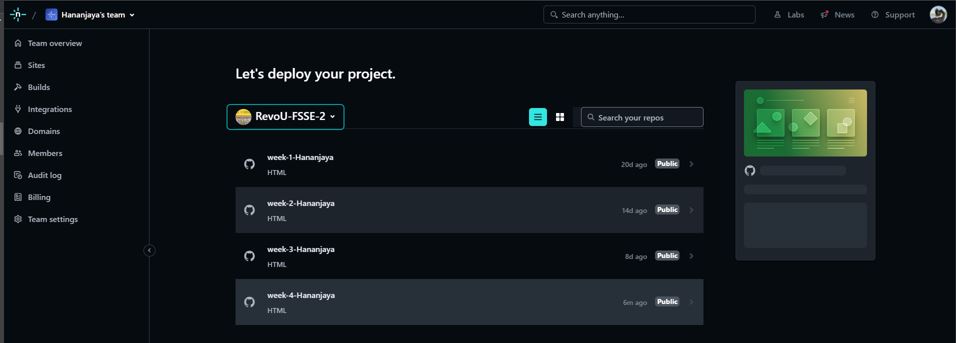 / Hananjaya's team
Search anything...
Labs
News
Support
Team overview
Sites
Builds
Integrations
Domains
Members
Audit log
Billing
Team settings
Let's deploy your project.
RevoU-FSSE-2
Search your repos
week-1-Hananjaya
HTML
20d ago Public
week-2-Hananjaya
HTML
14d ago Public
week-3-Hananjaya
HTML
8d ago Public
week-4-Hananjaya
HTML
6m ago Public